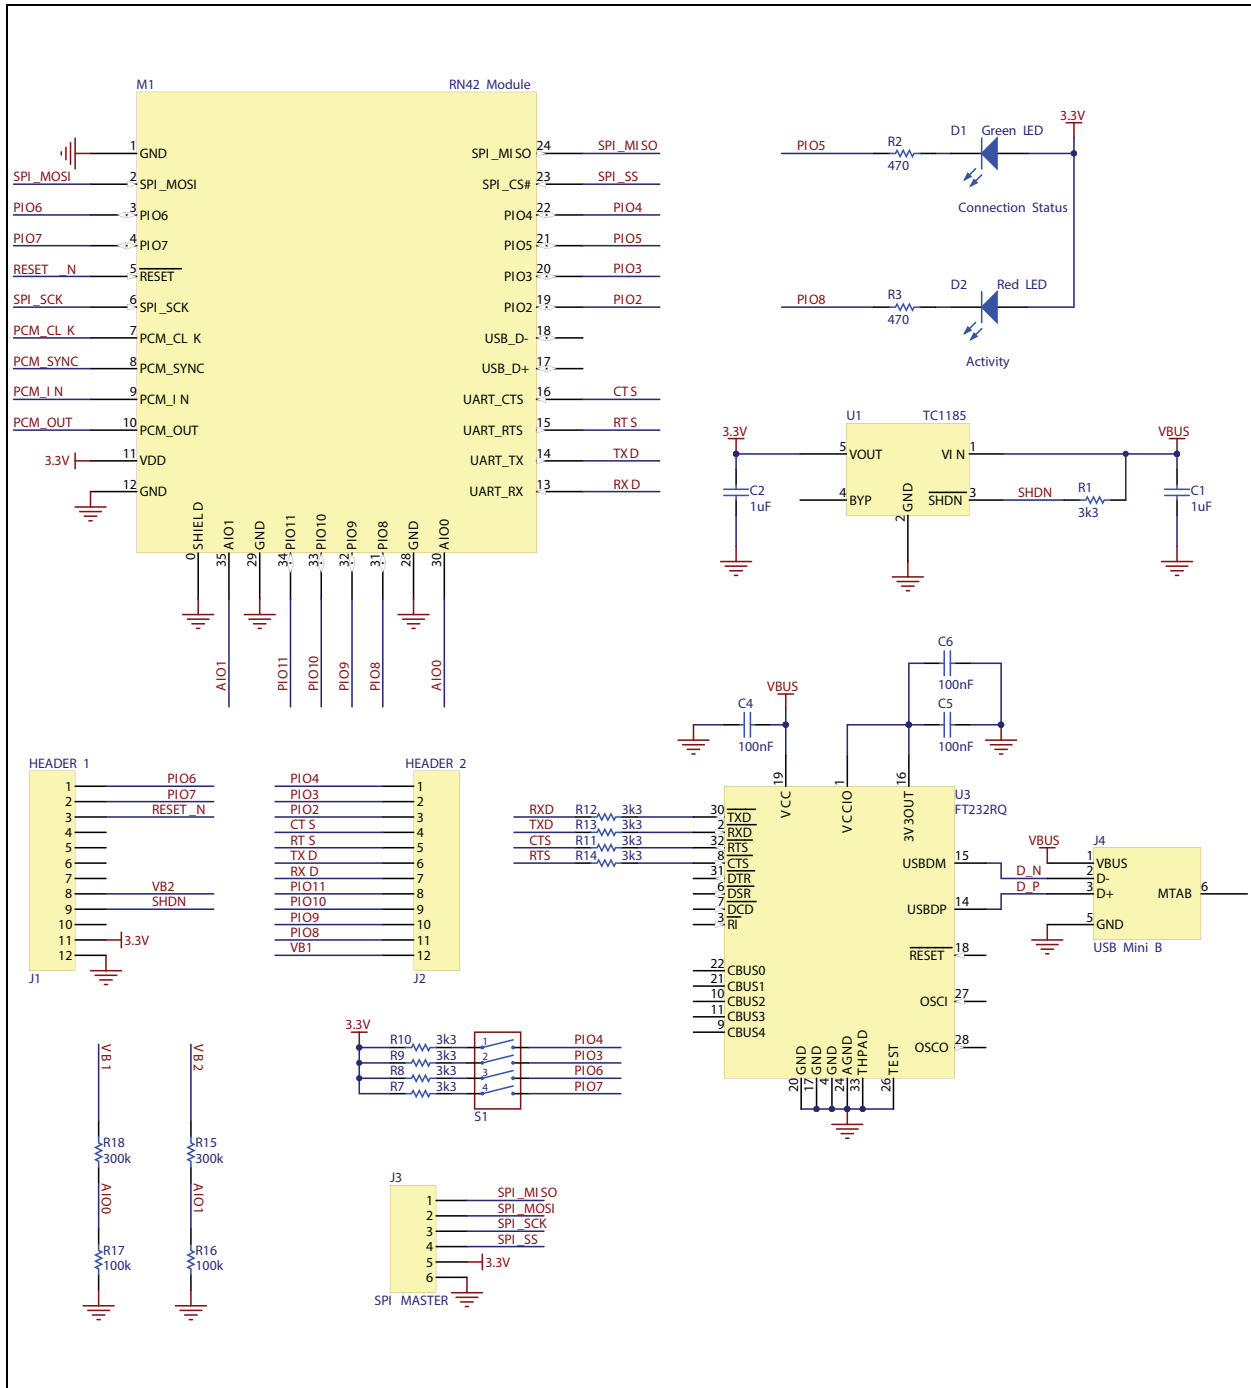 M1 RN42 Module
1 GND
SPI_MOSI 2 SPI_MOSI
PIO6 3 PIO6
PIO7 4 PIO7
RESET _N 5 RESET
SPI_SCK 6 SPI_SCK
PCM_CL K 7 PCM_CL K
PCM_SYNC 8 PCM_SYNC
PCM_I N 9 PCM_I N
PCM_OUT 10 PCM_OUT
3.3V 11 VDD
12 GND
SPI_MISO 24 SPI_MISO
SPI_CS# 23 SPI_SS
PIO4 22 PIO4
PIO5 21 PIO5
PIO3 20 PIO3
PIO2 19 PIO2
USB_D- 18
USB_D+ 17
UART_CTS 16 CTS
UART_RTS 15 RTS
UART_TX 14 TXD
UART_RX 13 RXD
0 SHIELD
35 AIO1 AIO1
29 GND
34 PIO11 PIO11
33 PIO10 PIO10
32 PIO9 PIO9
31 PIO8 PIO8
28 GND
30 AIO0 AIO0
3.3V
D1 Green LED
PIO5 R2
470
Connection Status
D2 Red LED
PIO8 R3
470
Activity
U1 TC1185
3.3V VBUS
5 VOUT VIN 1
4 BYP SHDN 3 SHDN R1
3k3
2 GND
C2
1uF
C1
1uF
C6
100nF
VBUS
C4
100nF
C5
100nF
19 VCC
1 VCCIO
16 3V3OUT
U3
FT232RQ
RXD R12 3k3 30 TXD
TXD R13 3k3 2 RXD
CTS R11 3k3 32 RTS
RTS R14 3k3 8 CTS
31 DTR
6 DSR
7 DCD
3 RI
22 CBUS0
21 CBUS1
10 CBUS2
11 CBUS3
9 CBUS4
USBDM 15 D_N
USBDP 14 D_P
RESET 18
OSCI 27
OSCO 28
20 GND
17 GND
4 GND
24 AGND
33 THPAD
26 TEST
VBUS J4
1 VBUS
2 D-
3 D+
5 GND
MTAB 6
USB Mini B
HEADER 1
1 PIO6
2 PIO7
3 RESET_N
4
5
6
7
8 VB2
9 SHDN
10
11 3.3V
12
J1
HEADER 2
PIO4 1
PIO3 2
PIO2 3
CTS 4
RTS 5
TXD 6
RXD 7
PIO11 8
PIO10 9
PIO9 10
PIO8 11
VB1 12
J2
3.3V
R10 3k3 1 PIO4
R9 3k3 2 PIO3
R8 3k3 3 PIO6
R7 3k3 4 PIO7
S1
VB1
R18
300k
AIO0
R17
100k
VB2
R15
300k
AIO1
R16
100k
J3
1 SPI_MISO
2 SPI_MOSI
3 SPI_SCK
4 SPI_SS
5 3.3V
6
SPI MASTER